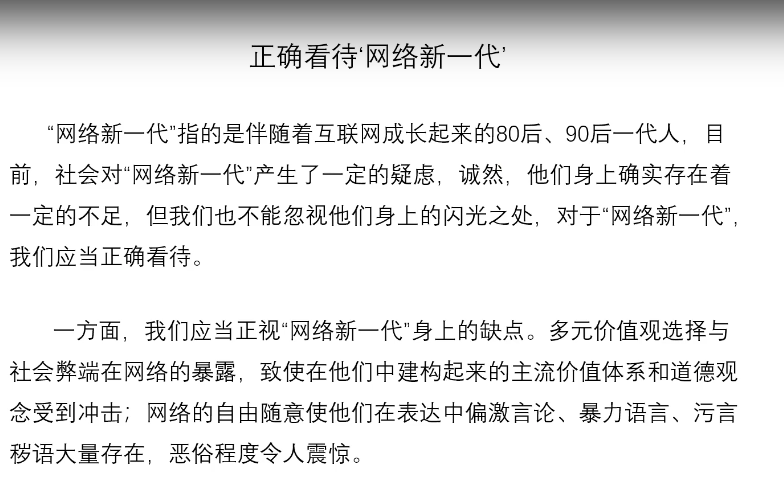 正确看待‘网络新一代’
“网络新一代”指的是伴随着互联网成长起来的80后、90后一代人，目
前，社会对“网络新一代”产生了一定的疑虑，诚然，他们身上确实存在着
一定的不足，但我们也不能忽视他们身上的闪光之处，对于“网络新一代”，
我们应当正确看待。
一方面，我们应当正视“网络新一代”身上的缺点。多元价值观选择与
社会弊端在网络的暴露，致使在他们中建构起来的主流价值体系和道德观
念受到冲击；网络的自由随意使他们在表达中偏激言论、暴力语言、污言
秽语大量存在，恶俗程度令人震惊。